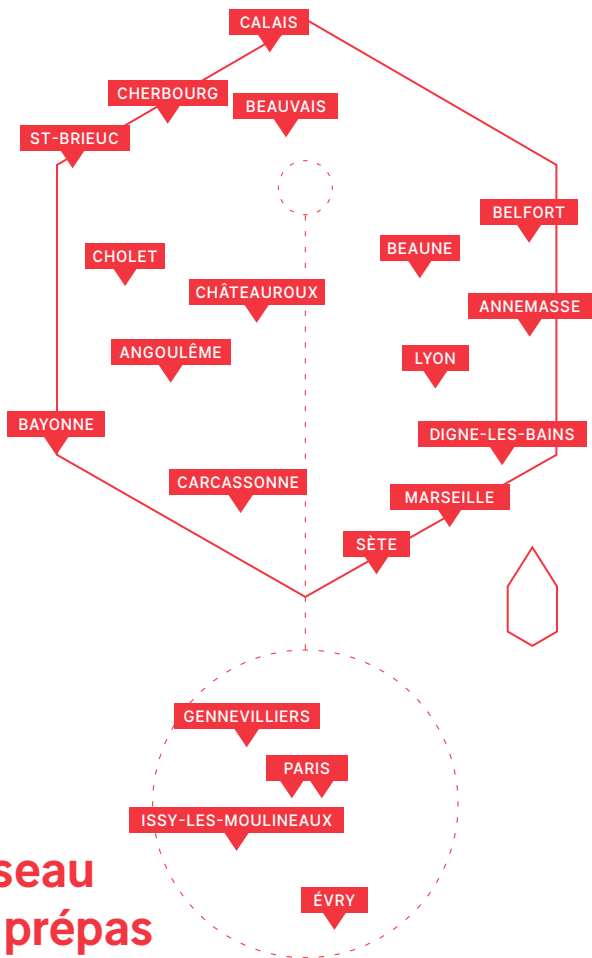 CALAIS
CHERBOURG
BEAUVAIS
ST-BRIEUC
BELFORT
BEAUNE
CHOLET
CHÂTEAUROUX
ANNEMASSE
ANGOULÊME
LYON
BAYONNE
DIGNE-LES-BAINS
CARCASSONNE
MARSEILLE
SÈTE
GENNEVILLIERS
PARIS
ISSY-LES-MOULINEAUX
ÉVRY
seau
prépas